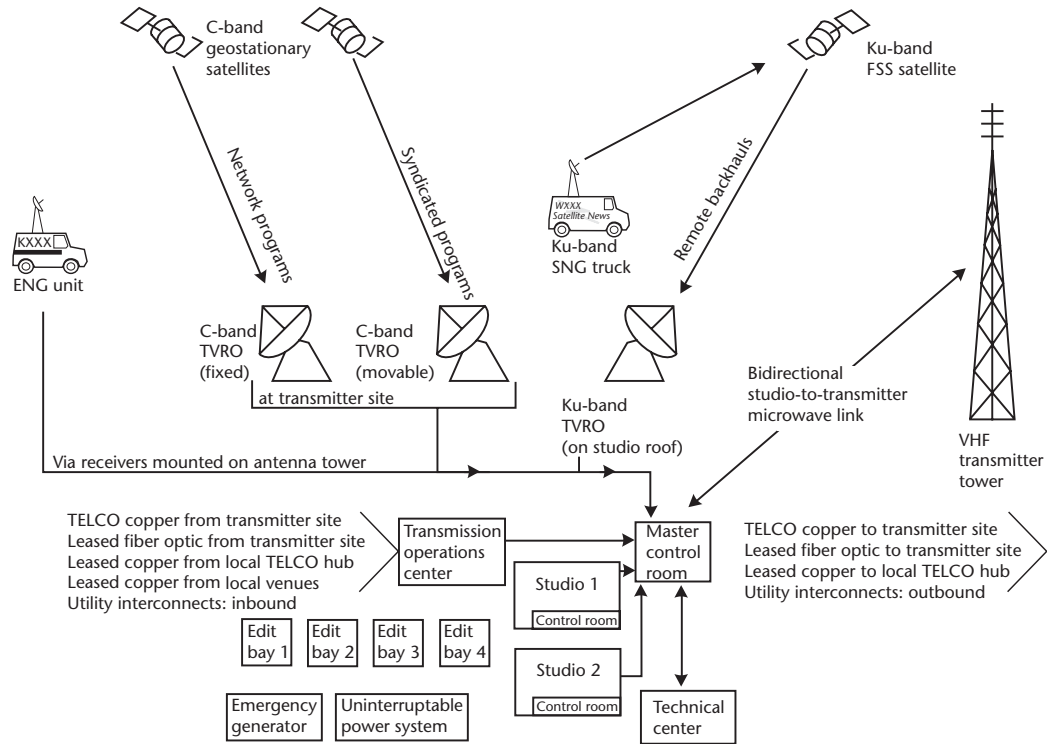 C-band
geostationary
satellites
Ku-band
FSS satellite
Network programs
Syndicated programs
Remote backhauls
WXXX
Satellite News
Ku-band
SNG truck
KXXX
ENG unit
C-band
TVRO
(fixed)
C-band
TVRO
(movable)
at transmitter site
Ku-band
TVRO
(on studio roof)
Bidirectional
studio-to-transmitter
microwave link
VHF
transmitter
tower
Via receivers mounted on antenna tower
TELCO copper from transmitter site
Leased fiber optic from transmitter site
Leased copper from local TELCO hub
Leased copper from local venues
Utility interconnects: inbound
Transmission
operations
center
Master
control
room
TELCO copper to transmitter site
Leased fiber optic to transmitter site
Leased copper to local TELCO hub
Utility interconnects: outbound
Studio 1
Control room
Edit
bay 1
Edit
bay 2
Edit
bay 3
Edit
bay 4
Studio 2
Control room
Emergency
generator
Uninterruptable
power system
Technical
center